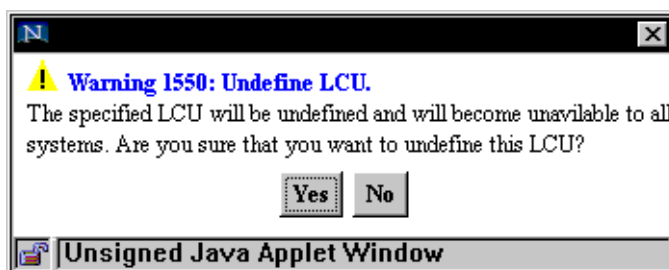 N
Warning 1550: Undefine LCU.
The specified LCU will be undefined and will become unavilable to all
systems. Are you sure that you want to undefine this LCU?
Yes No
Unsigned Java Applet Window